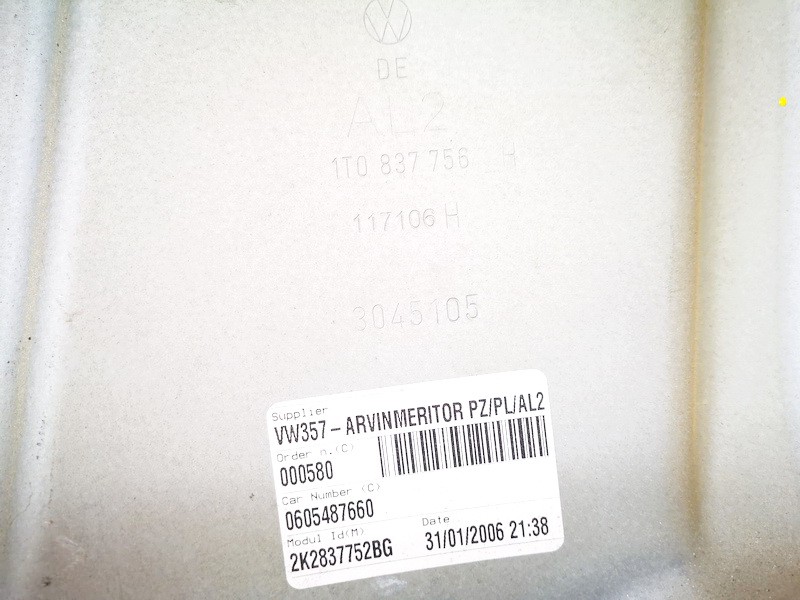 DE
AL2
1T0 837 756 H
117106 H
3045105
Supplier
VW357-ARVINMERITOR PZ/PL/AL2
Order n.(C)
000580
Car Number (C)
0605487660
Modul Id(M)
2K2837752BG
Date
31/01/2006 21:38